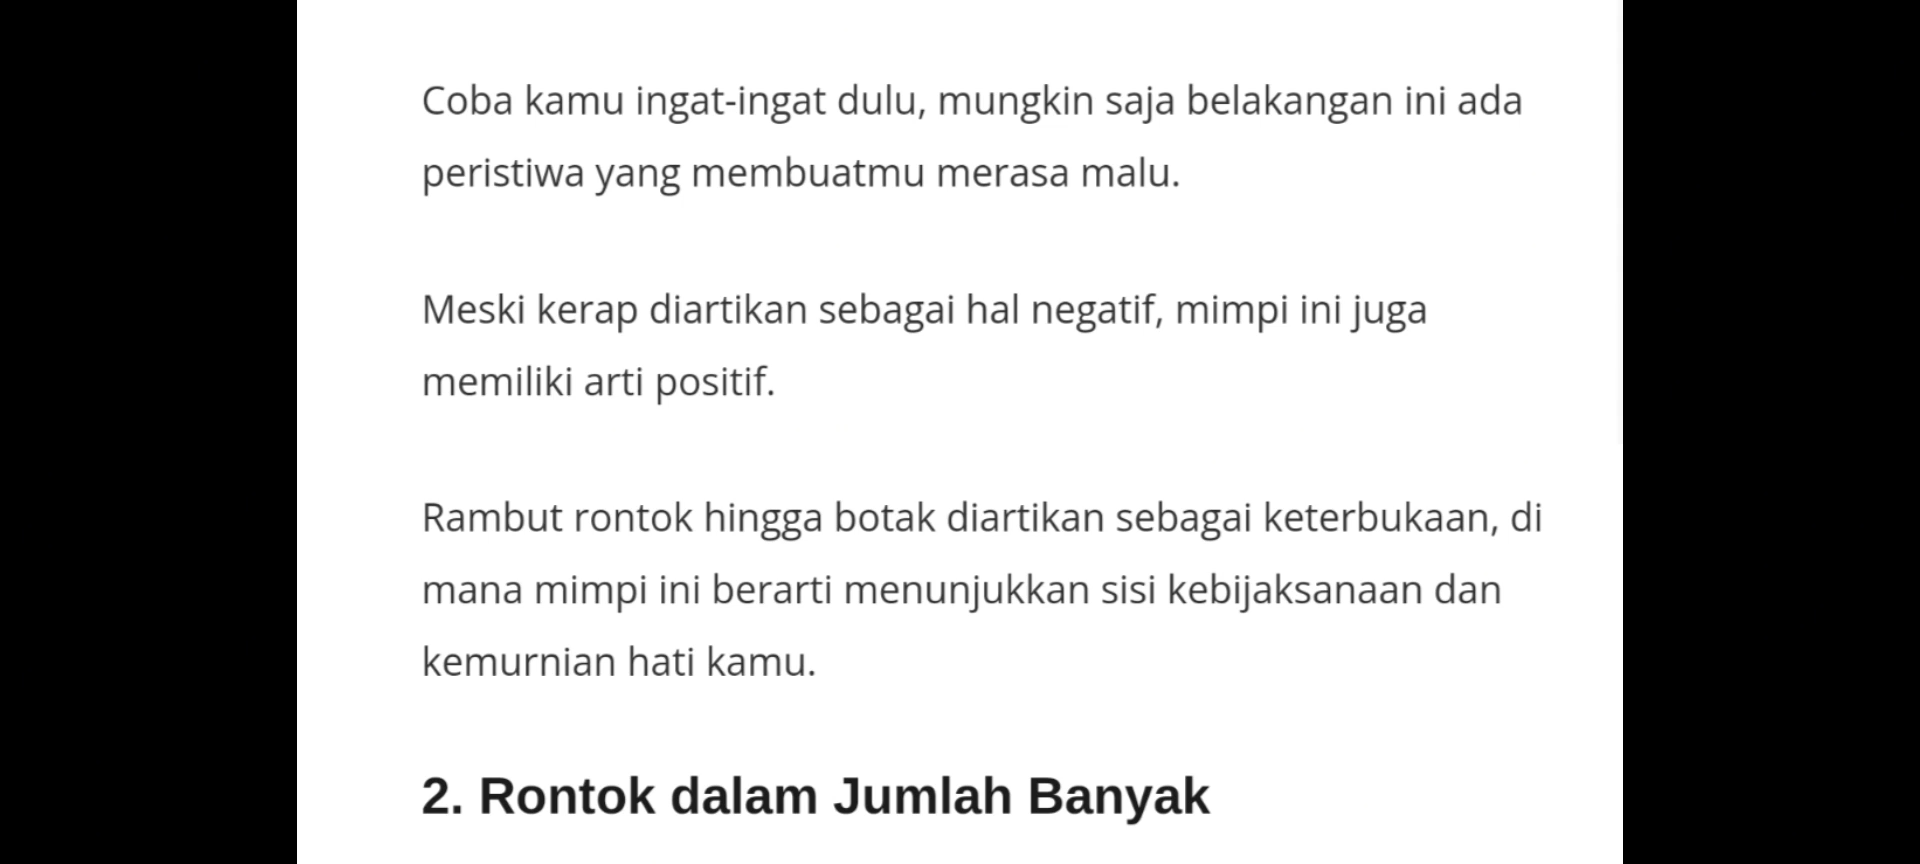 Coba kamu ingat-ingat dulu, mungkin saja belakangan ini ada
peristiwa yang membuatmu merasa malu.
Meski kerap diartikan sebagai hal negatif, mimpi ini juga
memiliki arti positif.
Rambut rontok hingga botak diartikan sebagai keterbukaan, di
mana mimpi ini berarti menunjukkan sisi kebijaksanaan dan
kemurnian hati kamu.
2. Rontok dalam Jumlah Banyak